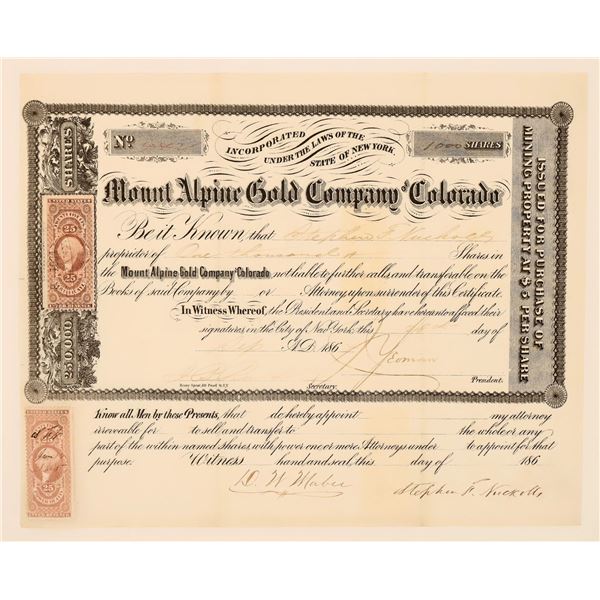 Nº
1000 SHARES
INCORPORATED
UNDER THE LAWS OF THE
STATE OF NEW YORK.
Mount Alpine Gold Company of Colorado
Be it Known, that Stephen F. Nuckolls
proprietor of One thousand Shares in
the Mount Alpine Gold Company of Colorado not liable to further calls and transferable on the
Books of said Company by or Attorney upon surrender of this Certificate.
In Witness Whereof, the President and Secretary have hereunto affixed their
signatures in the City of New York, this 18th day of
A.D. 186
Yeoman
Secretary. President.
SHARES
250,000
ISSUED FOR PURCHASE OF
MINING PROPERTY AT $5 PER SHARE
25
25
Know all Men by these Presents, that do hereby appoint my attorney
irrevocable for to sell and transfer to the whole or any
part of the within named shares, with power one or more Attorneys under to appoint for that
purpose. Witness hand and seal, this day of 186
Stephen F. Nuckolls
25